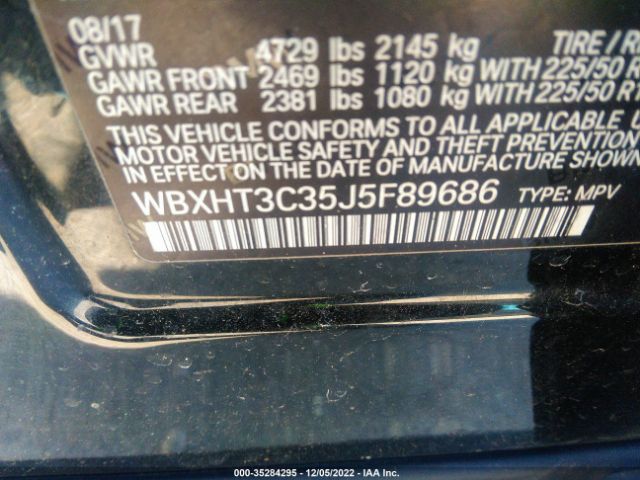 08/17
GVWR 4729 lbs 2145 kg TIRE / R
GAWR FRONT 2469 lbs 1120 kg WITH 225/50 R
GAWR REAR 2381 lbs 1080 kg WITH 225/50 R
THIS VEHICLE CONFORMS TO ALL APPLICABLE U
MOTOR VEHICLE SAFETY AND THEFT PREVENTION
IN EFFECT ON THE DATE OF MANUFACTURE SHOWN
WBXHT3C35J5F89686 TYPE: MPV
000-35284295 - 12/05/2022 - IAA Inc.